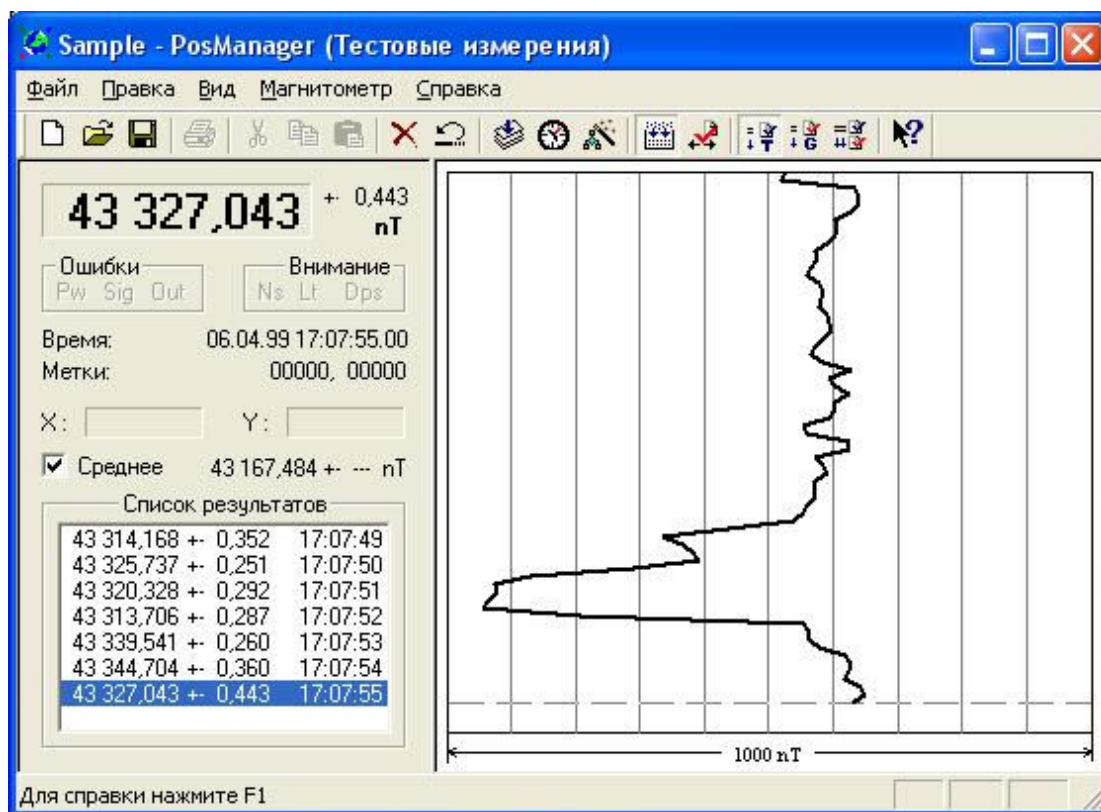 Sample - PosManager (Тестовые измерения)
Файл Правка Вид Магнитометр Справка
T G
43 327,043 +- 0,443
nT
Ошибки Внимание
Pw Sig Out Ns Lt Dps
Время: 06.04.99 17:07:55.00
Метки: 00000, 00000
X: Y:
Среднее 43 167,484 +- --- nT
Список результатов
43 314,168 +- 0,352 17:07:49
43 325,737 +- 0,251 17:07:50
43 320,328 +- 0,292 17:07:51
43 313,706 +- 0,287 17:07:52
43 339,541 +- 0,260 17:07:53
43 344,704 +- 0,360 17:07:54
43 327,043 +- 0,443 17:07:55
1000 nT
Для справки нажмите F1